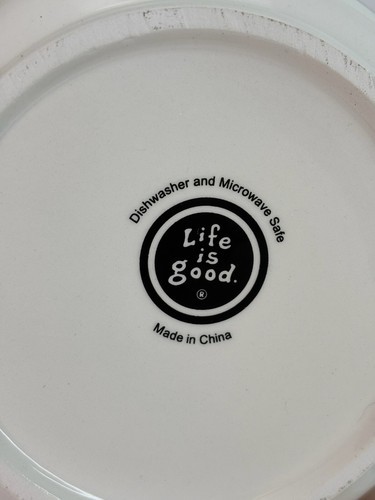 Dishwasher and Microwave Safe
Life
is
good.
®
Made in China